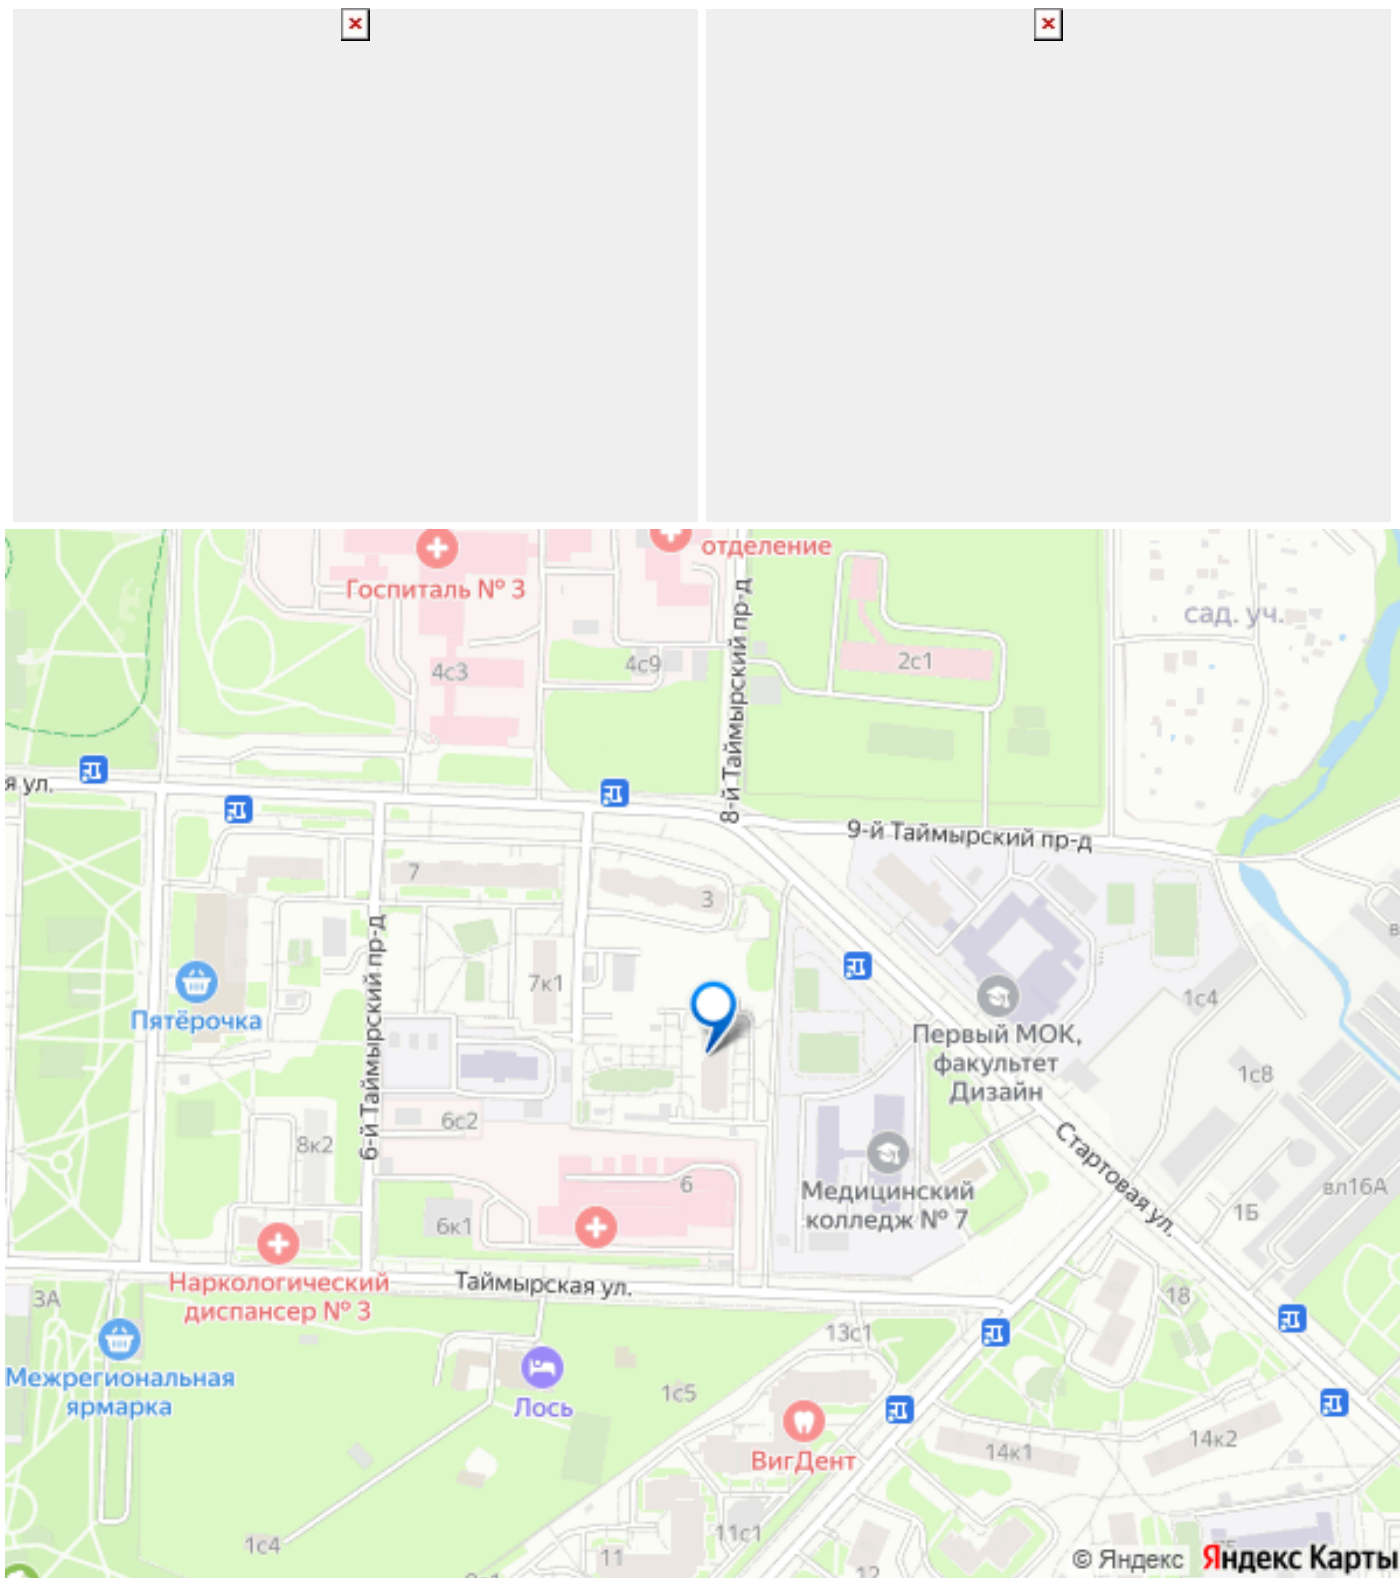 отделение
Госпиталь № 3
сад. уч.
4с3
4с9
2с1
8-й Таймырский пр-д
я ул.
9-й Таймырский пр-д
7
3
6-й Таймырский пр-д
7к1
Пятёрочка
1с4
Первый МОК,
факультет
Дизайн
1с8
6с2
8к2
Стартовая ул.
6
Медицинский
колледж № 7
вл16А
6к1
1Б
Наркологический
диспансер № 3
Таймырская ул.
3А
18
13с1
Межрегиональная
ярмарка
Лось
1с5
ВигДент
14к1
14к2
11с1
1с4
11
12
© Яндекс
Яндекс Карты